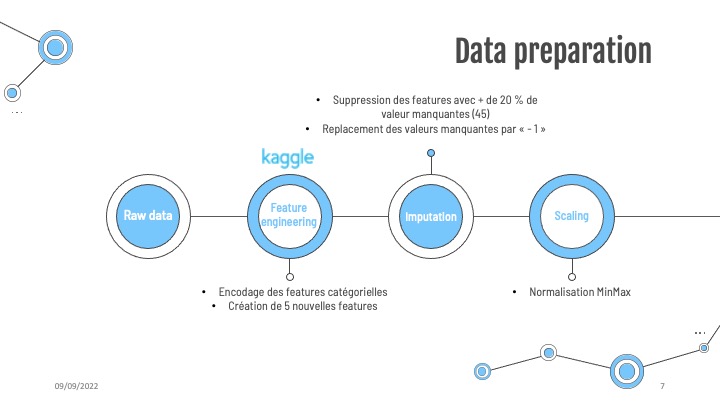 Data preparation
• Suppression des features avec + de 20 % de
valeur manquantes (45)
• Replacement des valeurs manquantes par « - 1 »
kaggle
Raw data
Feature
engineering
Imputation
Scaling
• Encodage des features catégorielles
• Création de 5 nouvelles features
• Normalisation MinMax
09/09/2022
7